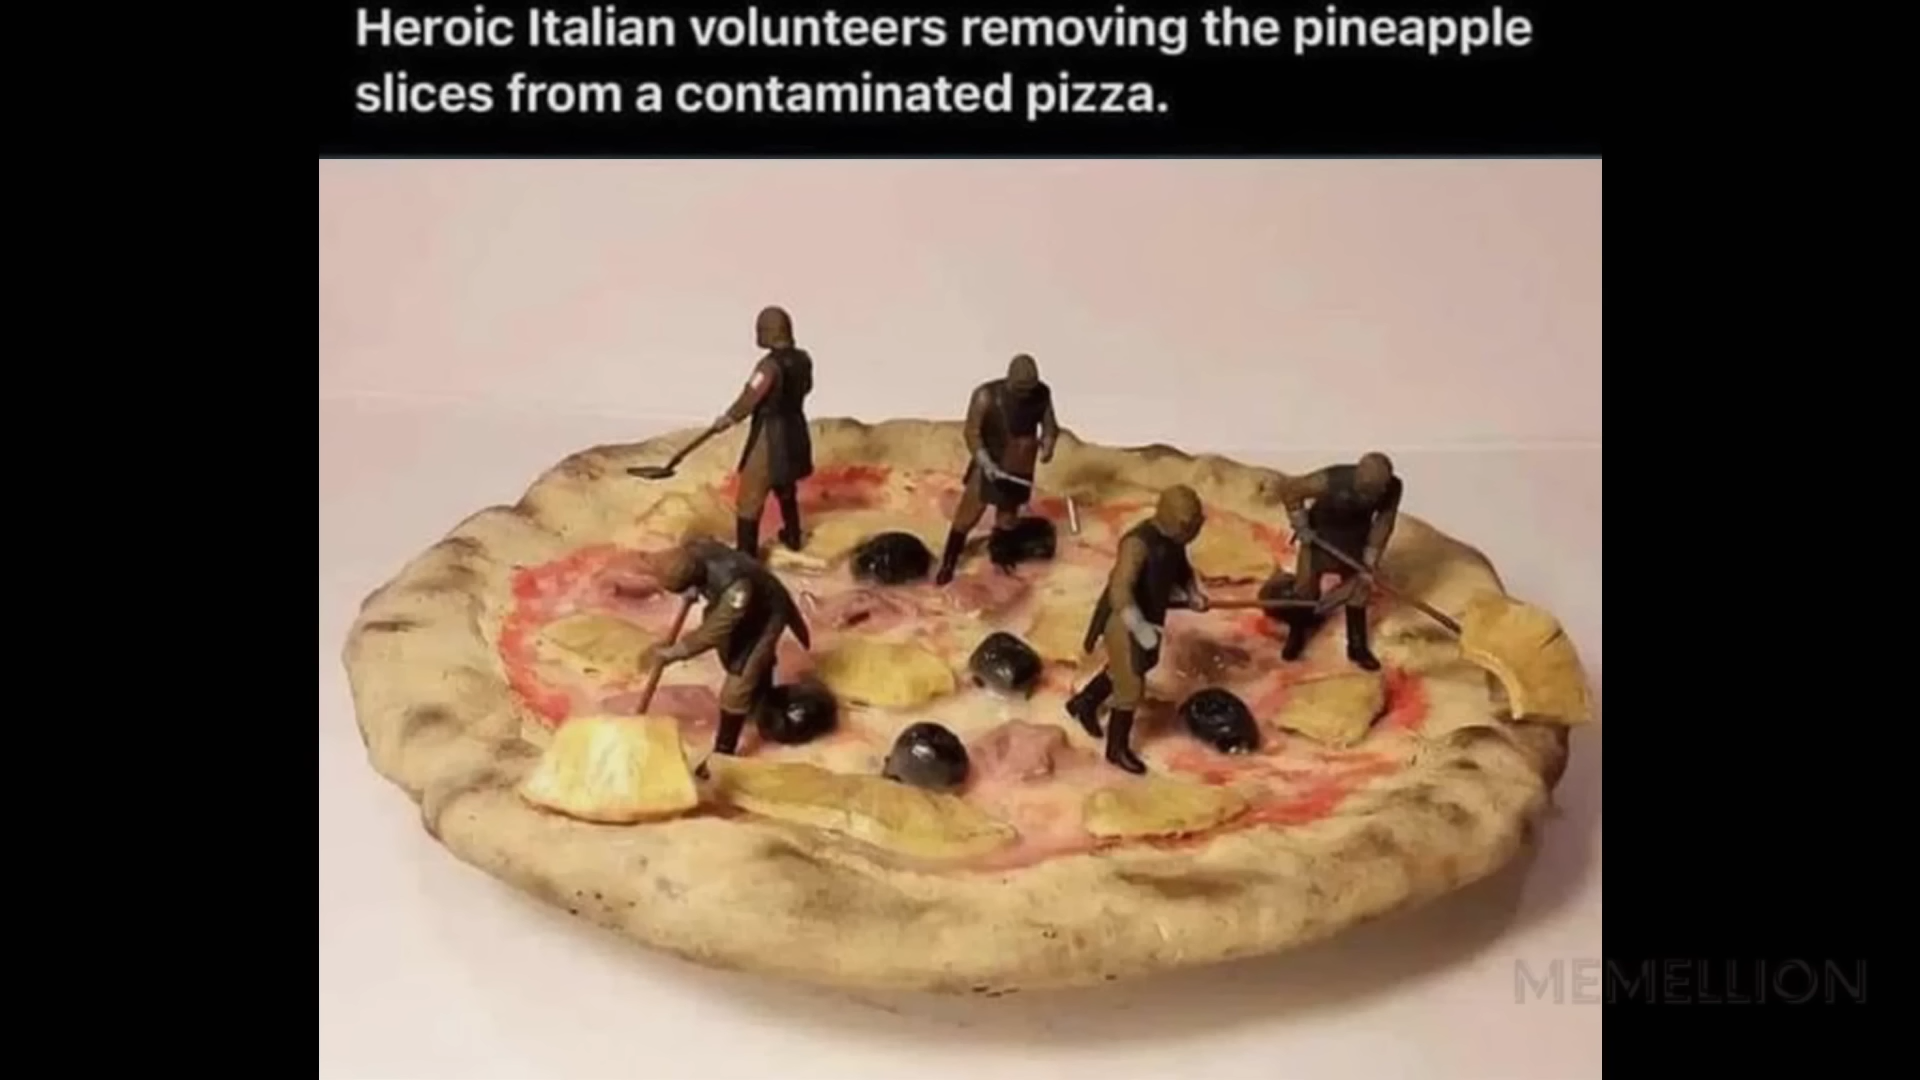 Heroic Italian volunteers removing the pineapple
slices from a contaminated pizza.
MEMELLION